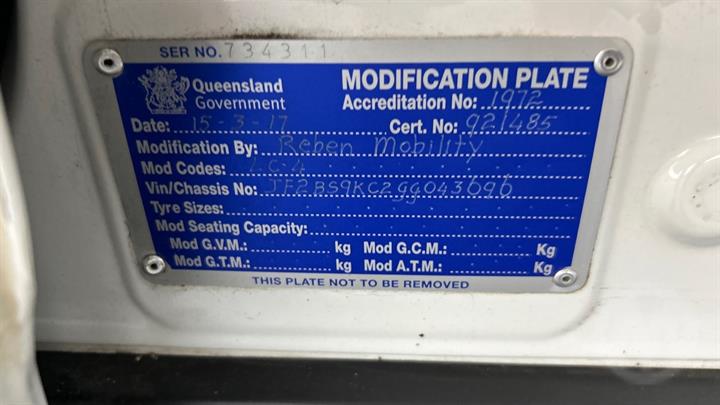 SER NO. 734311
Queensland Government
MODIFICATION PLATE
Accreditation No: 1972
Date: 15-3-17 Cert. No: 921485
Modification By: Reben Mobility
Mod Codes: LC-4
Vin/Chassis No: JF2BS9KC2gg043696
Tyre Sizes:
Mod Seating Capacity:
Mod G.V.M.: kg Mod G.C.M.: Kg
Mod G.T.M.: kg Mod A.T.M.: Kg
THIS PLATE NOT TO BE REMOVED